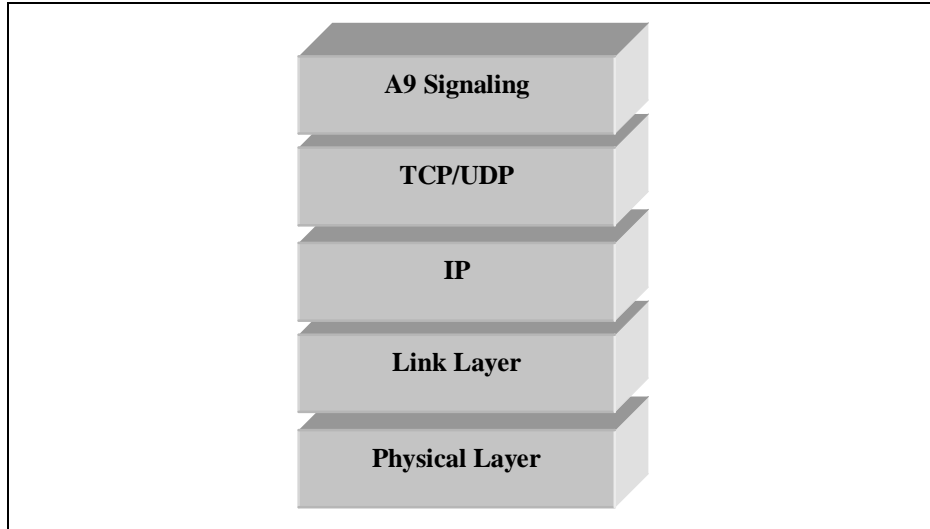 A9 Signaling
TCP/UDP
IP
Link Layer
Physical Layer